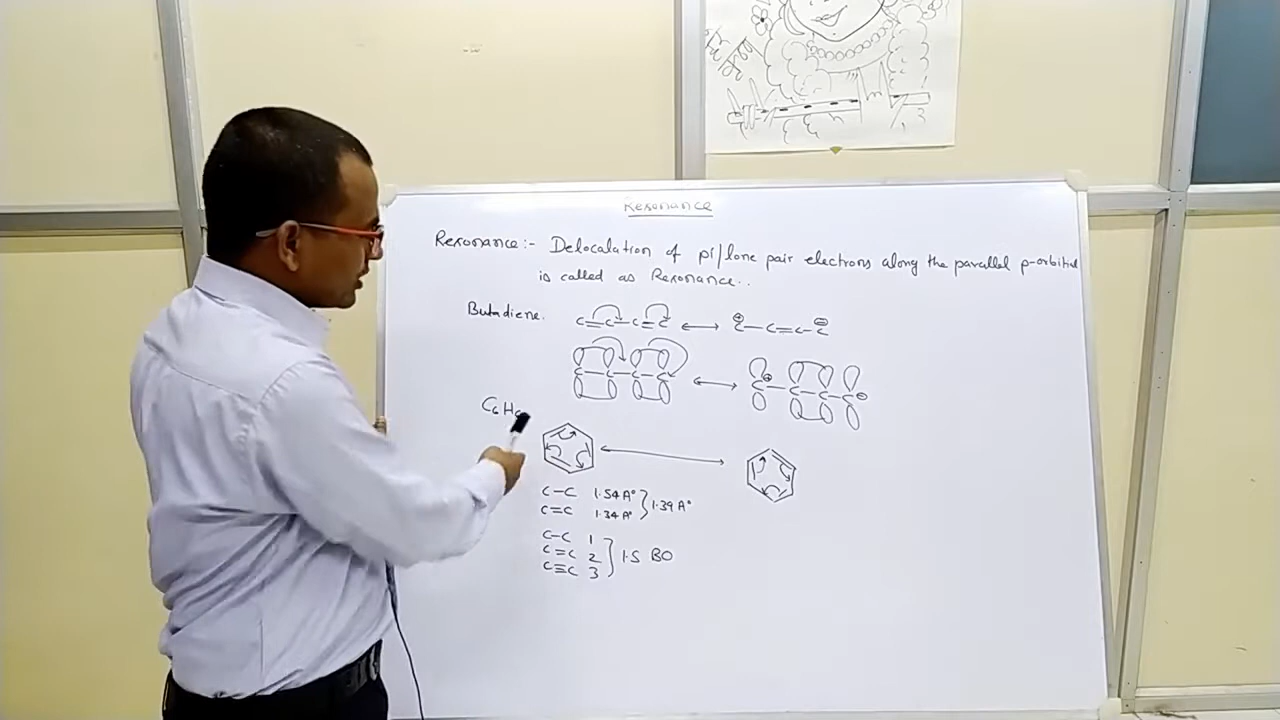 Resonance
Resonance:- Delocalation of pi/lone pair electrons along the parallel p-orbital
is called as Resonance..
Butadiene. C=C-C=C ⟷ ⊕C-C=C-C⊖
C-C-C-C ⟷ C⊕-C-C-C⊖
C6H6
C-C 1.54A° } 1.39A°
C=C 1.34A°
C-C 1
C=C 2 } 1.5 BO
C≡C 3